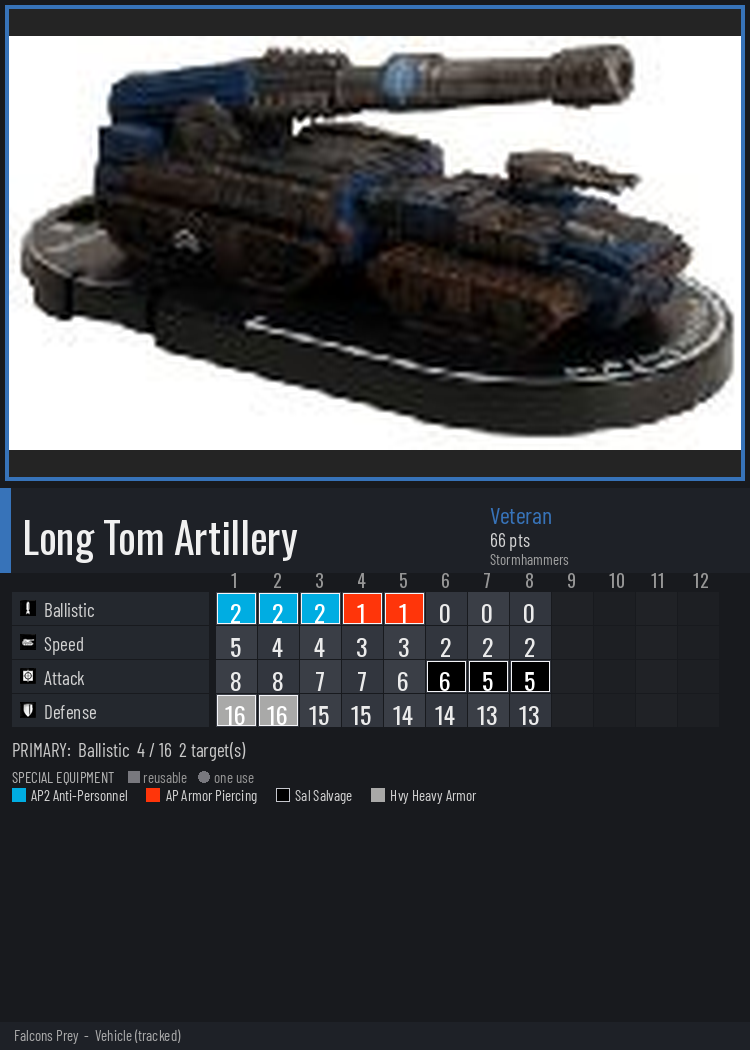 Long Tom Artillery
Veteran
66 pts
Stormhammers
1 2 3 4 5 6 7 8 9 10 11 12
Ballistic 2 2 2 1 1 0 0 0
Speed 5 4 4 3 3 2 2 2
Attack 8 8 7 7 6 6 5 5
Defense 16 16 15 15 14 14 13 13
PRIMARY: Ballistic 4 / 16 2 target(s)
SPECIAL EQUIPMENT reusable one use
AP2 Anti-Personnel AP Armor Piercing Sal Salvage Hvy Heavy Armor
Falcons Prey - Vehicle (tracked)